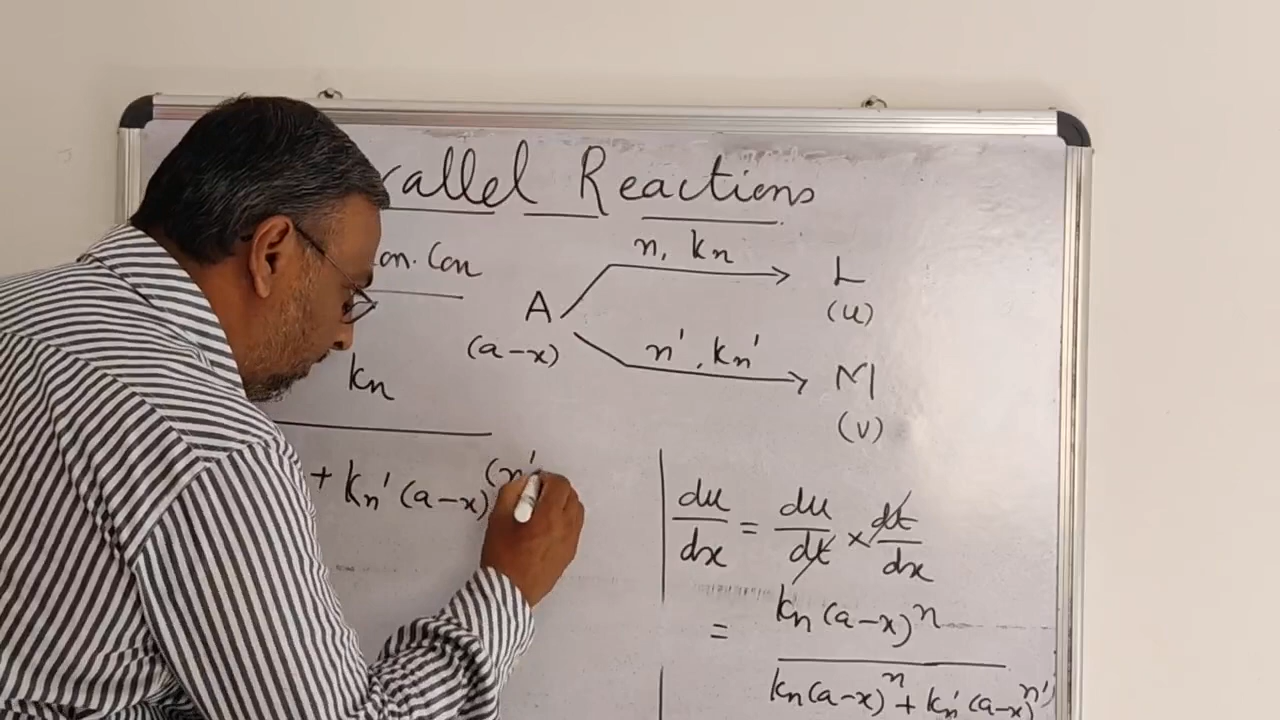 rallel Reactions
on. Con
n, kn
L
(u)
A
(a-x)
n', kn'
M
(v)
kn
+ kn' (a-x)(n'
du/dx = du/dt × dt/dx
= kn (a-x)^n
kn(a-x)^n + kn'(a-x)^n'